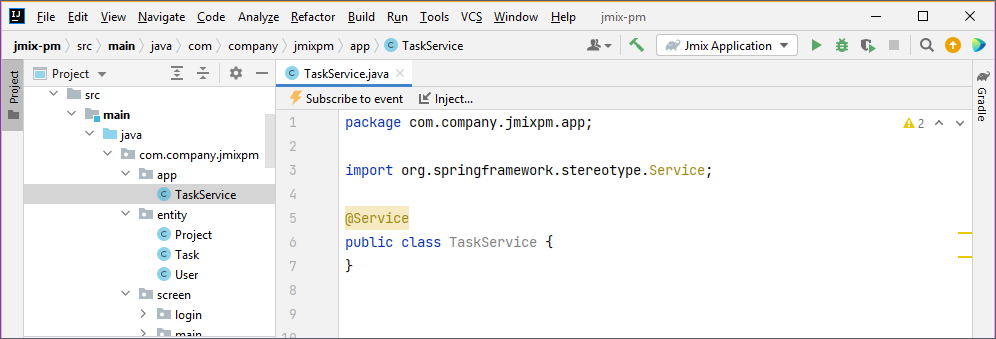 File Edit View Navigate Code Analyze Refactor Build Run Tools VCS Window Help jmix-pm
jmix-pm src main java com company jmixpm app TaskService Jmix Application
Project TaskService.java
Project
Gradle
Subscribe to event Inject...
src
main
java
com.company.jmixpm
app
TaskService
entity
Project
Task
User
screen
login
main
2
1 package com.company.jmixpm.app;
2
3 import org.springframework.stereotype.Service;
4
5 @Service
6 public class TaskService {
7 }
8
9
10